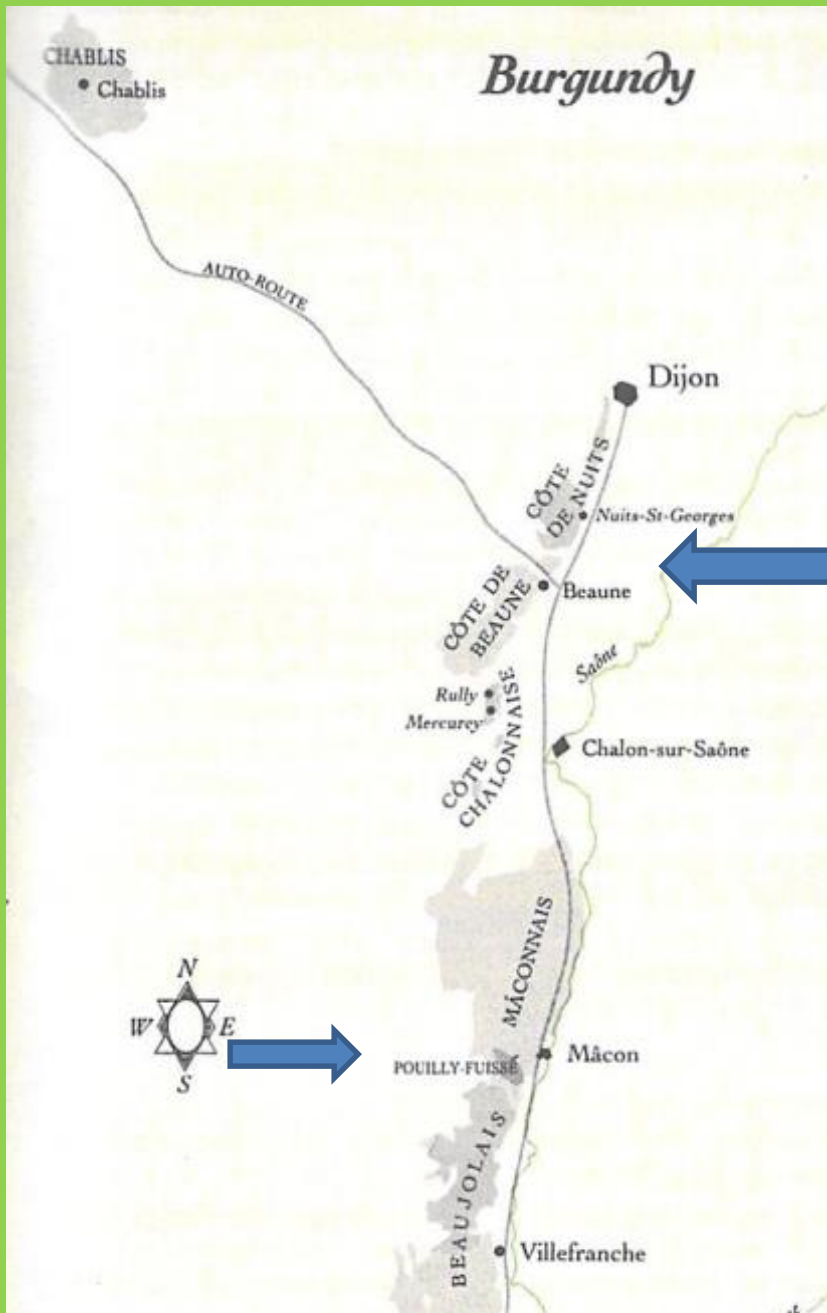 Burgundy
CHABLIS
Chablis
AUTO-ROUTE
Dijon
CÔTE
DE NUITS
Nuits-St-Georges
Beaune
CÔTE DE
BEAUNE
Saône
Rully
Mercurey
CÔTE
CHALONNAISE
Chalon-sur-Saône
MÂCONNAIS
N
W
E
S
Mâcon
POUILLY-FUISSÉ
BEAUJOLAIS
Villefranche